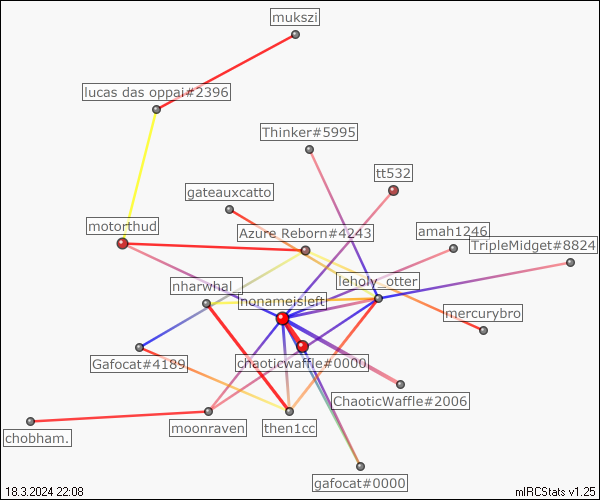 mukszi
lucas das oppai#2396
Thinker#5995
tt532
gateauxcatto
motorthud
Azure Reborn#4243
amah1246
TripleMidget#8824
leholy_otter
nharwhal_
nonameisleft
mercurybro
Gafocat#4189
chaoticwaffle#0000
ChaoticWaffle#2006
chobham.
moonraven
then1cc
gafocat#0000
18.3.2024 22:08
mIRCStats v1.25